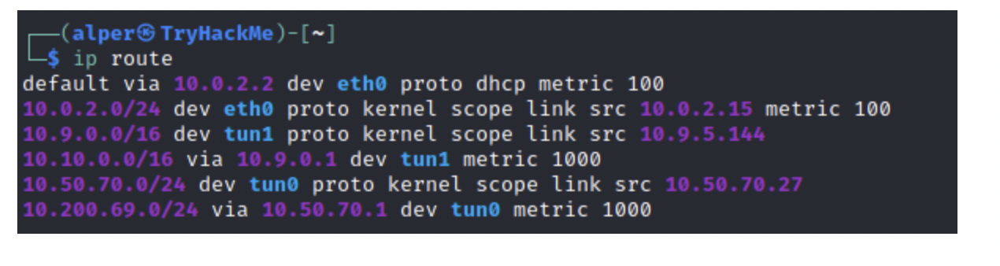 ┌──(alper㉿TryHackMe)-[~]
└─$ ip route
default via 10.0.2.2 dev eth0 proto dhcp metric 100
10.0.2.0/24 dev eth0 proto kernel scope link src 10.0.2.15 metric 100
10.9.0.0/16 dev tun1 proto kernel scope link src 10.9.5.144
10.10.0.0/16 via 10.9.0.1 dev tun1 metric 1000
10.50.70.0/24 dev tun0 proto kernel scope link src 10.50.70.27
10.200.69.0/24 via 10.50.70.1 dev tun0 metric 1000